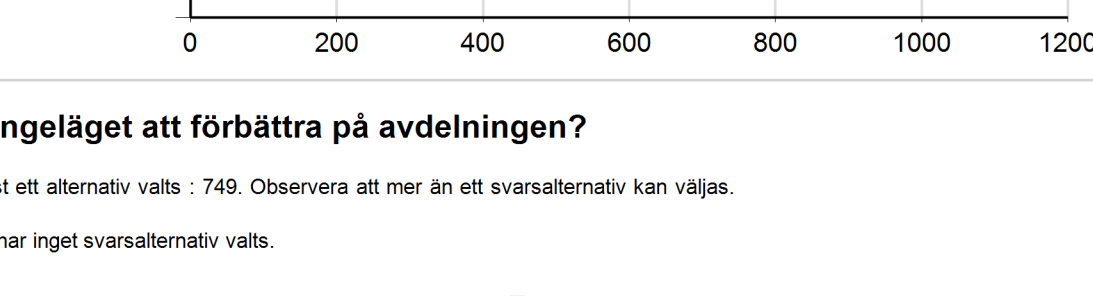 0 200 400 600 800 1000 1200
ngeläget att förbättra på avdelningen?
st ett alternativ valts : 749. Observera att mer än ett svarsalternativ kan väljas.
har inget svarsalternativ valts.